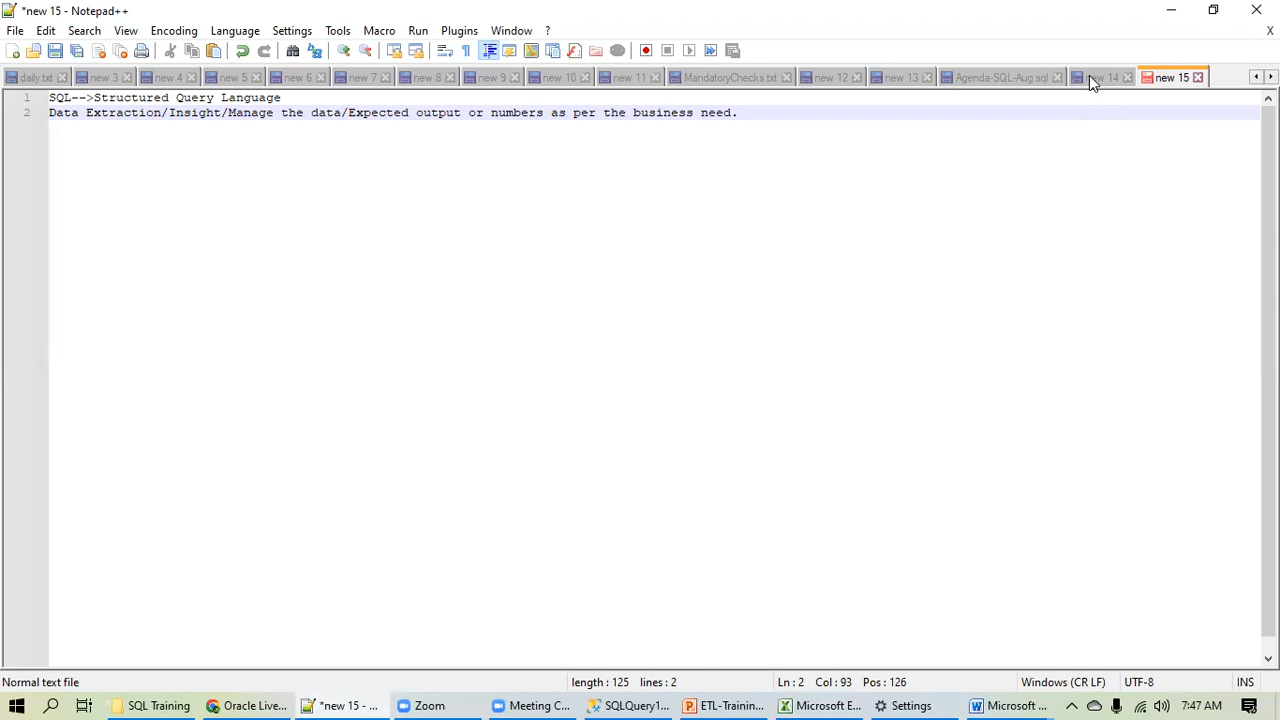 *new 15 - Notepad++
File Edit Search View Encoding Language Settings Tools Macro Run Plugins Window ? X
daily.txt new 3 new 4 new 5 new 6 new 7 new 8 new 9 new 10 new 11 MandatoryChecks.txt new 12 new 13 Agenda-SQL-Aug.sql 14 new 15
1 SQL-->Structured Query Language
2 Data Extraction/Insight/Manage the data/Expected output or numbers as per the business need.
Normal text file length : 125 lines : 2 Ln : 2 Col : 93 Pos : 126 Windows (CR LF) UTF-8 INS
SQL Training Oracle Live... *new 15 - ... Zoom Meeting C... SQLQuery1... ETL-Trainin... Microsoft E... Settings Microsoft ... 7:47 AM